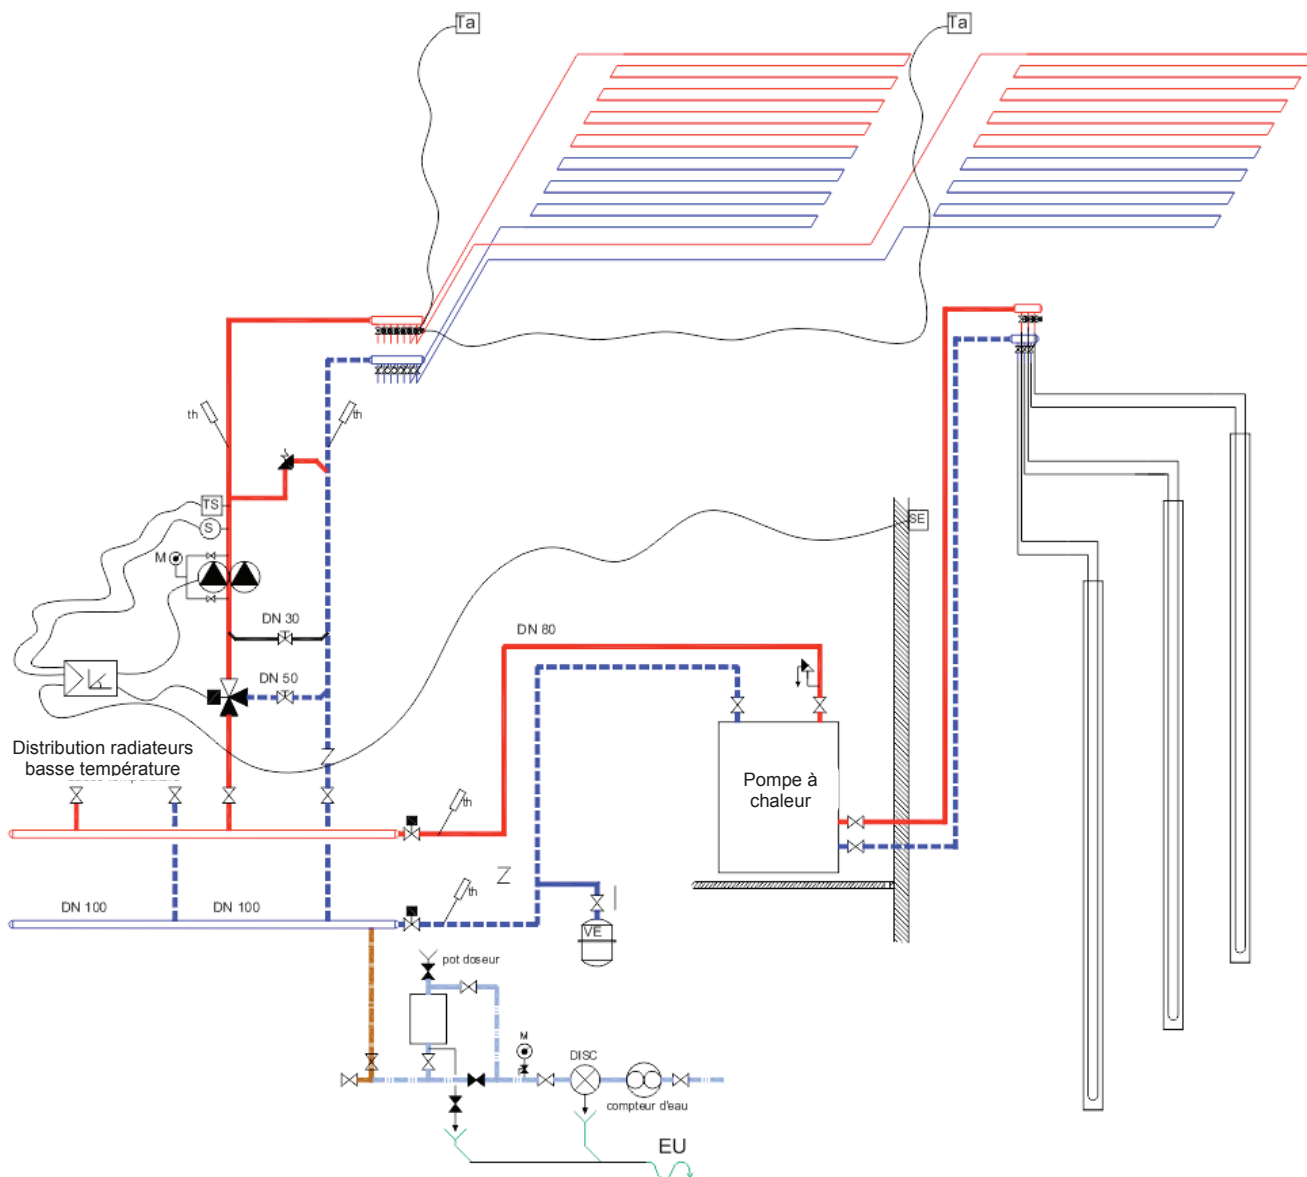 Ta
Ta
th
th
TS
S
M
SE
DN 30
DN 80
DN 50
Distribution radiateurs
basse température
Pompe à
chaleur
th
th
DN 100
DN 100
VE
pot doseur
M
DISC
compteur d'eau
EU